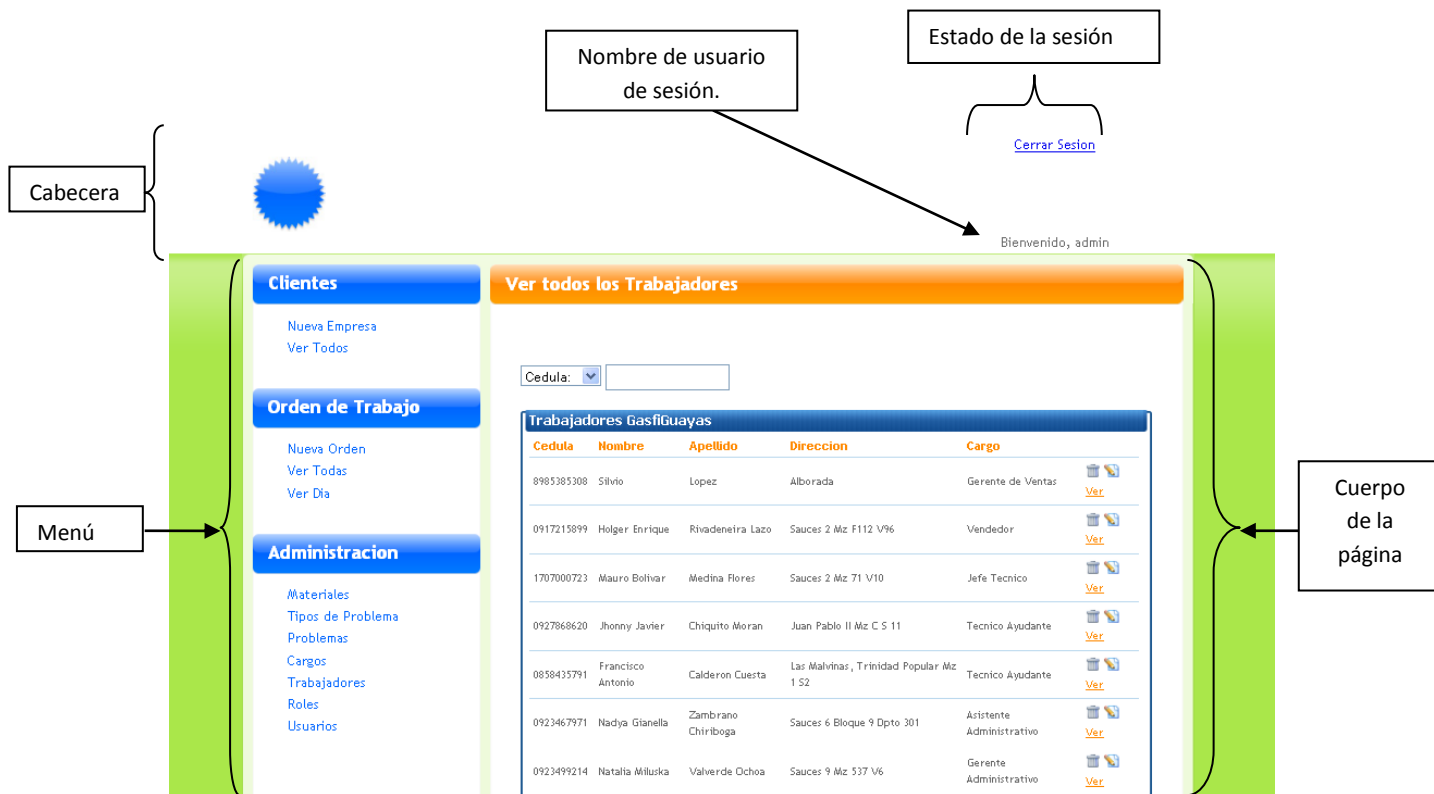 Estado de la sesión
Nombre de usuario
de sesión.
Cerrar Sesion
Cabecera
Bienvenido, admin
Clientes
Nueva Empresa
Ver Todos
Orden de Trabajo
Nueva Orden
Ver Todas
Ver Dia
Menú
Administracion
Materiales
Tipos de Problema
Problemas
Cargos
Trabajadores
Roles
Usuarios
Ver todos los Trabajadores
Cedula:
Trabajadores GasfiGuayas
Cedula Nombre Apellido Direccion Cargo
8985385308 Silvio Lopez Alborada Gerente de Ventas
Ver
0917215899 Holger Enrique Rivadeneira Lazo Sauces 2 Mz F112 V96 Vendedor
Ver
1707000723 Mauro Bolivar Medina Flores Sauces 2 Mz 71 V10 Jefe Tecnico
Ver
0927868620 Jhonny Javier Chiquito Moran Juan Pablo II Mz C S 11 Tecnico Ayudante
Ver
0858435791 Francisco Antonio Calderon Cuesta Las Malvinas, Trinidad Popular Mz 1 S2 Tecnico Ayudante
Ver
0923467971 Nadya Gianella Zambrano Chiriboga Sauces 6 Bloque 9 Dpto 301 Asistente Administrativo
Ver
0923499214 Natalia Miluska Valverde Ochoa Sauces 9 Mz 537 V6 Gerente Administrativo
Ver
Cuerpo
de la
página